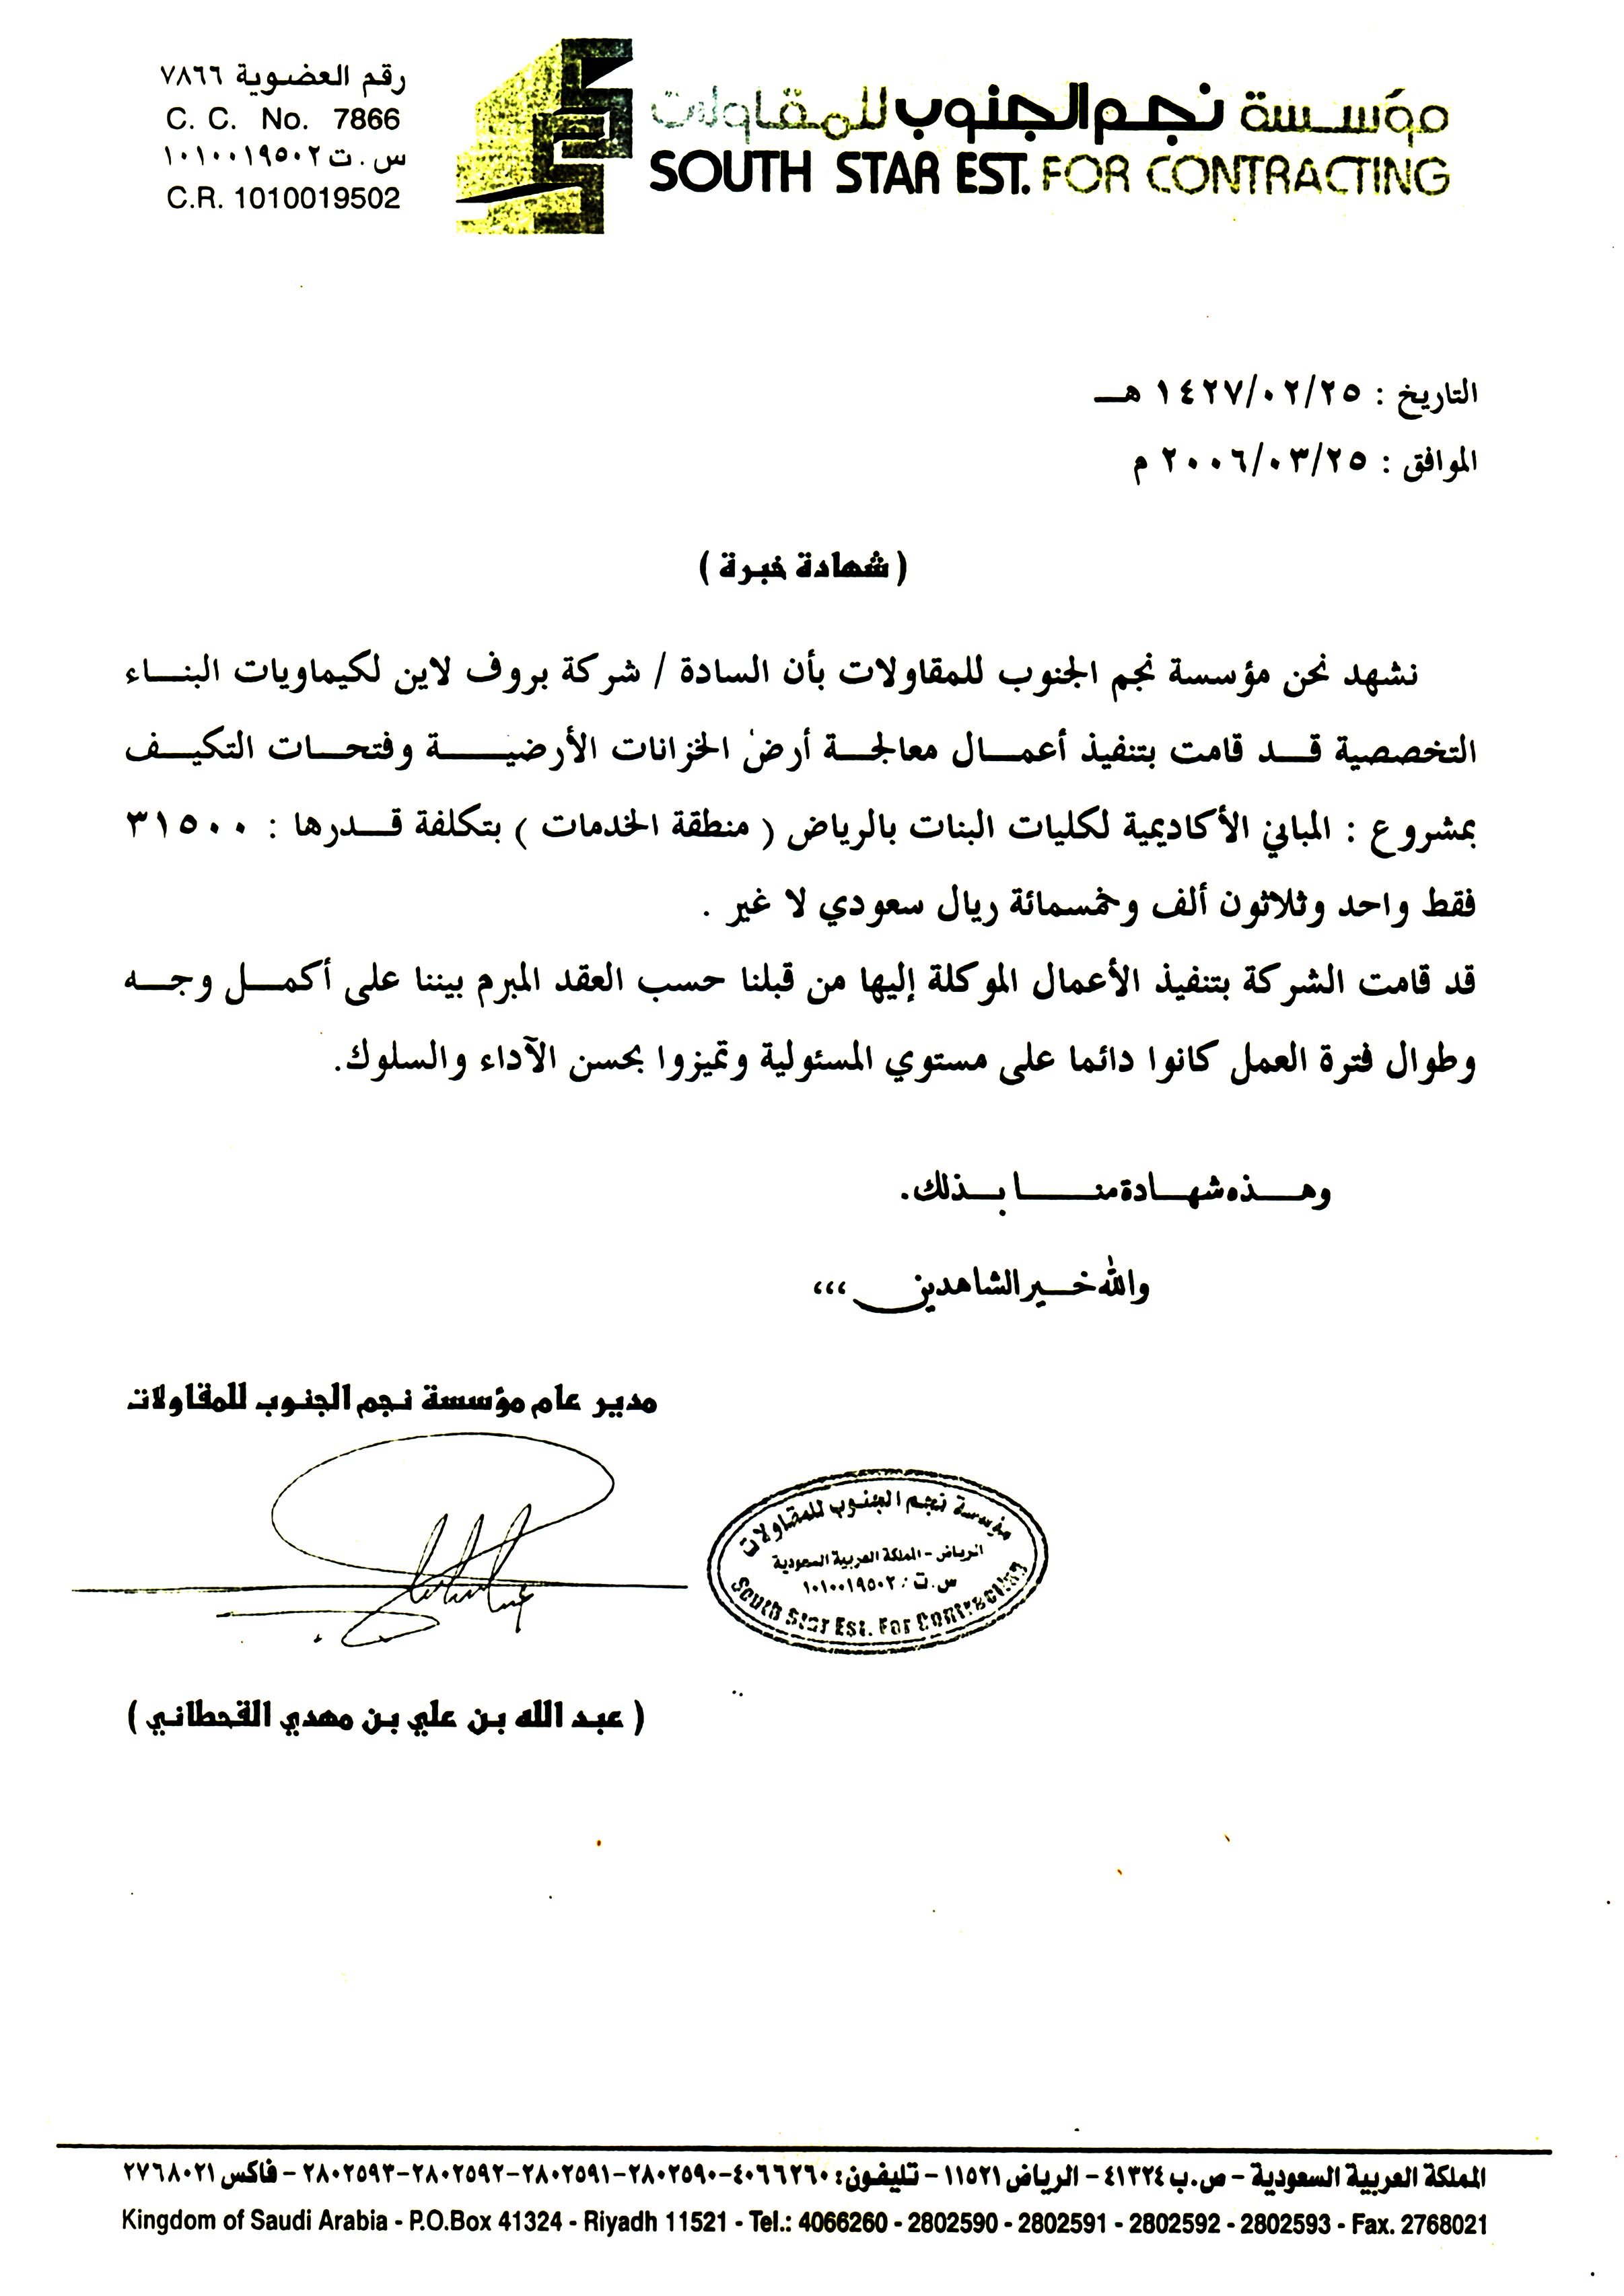 رقم العضوية ٧٨٦٦
C. C. No. 7866
س . ت ١٠١٠٠١٩٥٠٢
C.R. 1010019502
مؤسسة نجم الجنوب للمقاولات
SOUTH STAR EST. FOR CONTRACTING
التاريخ : ١٤٢٧/٠٢/٢٥ هـ
الموافق : ٢٠٠٦/٠٣/٢٥ م
( شهادة خبرة )
نشهد نحن مؤسسة نجم الجنوب للمقاولات بأن السادة / شركة بروف لاين لكيماويات البناء
التخصصية قد قامت بتنفيذ أعمال معالجة أرض الخزانات الأرضية وفتحات التكيف
بمشروع : المباني الأكاديمية لكليات البنات بالرياض ( منطقة الخدمات ) بتكلفة قدرها : ٣١٥٠٠
فقط واحد وثلاثون ألف وخمسمائة ريال سعودي لا غير .
قد قامت الشركة بتنفيذ الأعمال الموكلة إليها من قبلنا حسب العقد المبرم بيننا على أكمل وجه
وطوال فترة العمل كانوا دائما على مستوي المسئولية وتميزوا بحسن الآداء والسلوك.
وهذه شهادة منا بذلك.
والله خير الشاهدين ،،،
مدير عام مؤسسة نجم الجنوب للمقاولات
مؤسسة نجم الجنوب للمقاولات
الرياض - المملكة العربية السعودية
س.ت : ١٠١٠٠١٩٥٠٢
South Star Est. For Contracting
( عبد الله بن علي بن مهدي القحطاني )
المملكة العربية السعودية - ص.ب ٤١٣٢٤ - الرياض ١١٥٢١ - تليفون: ٤٠٦٦٢٦٠-٢٨٠٢٥٩٠-٢٨٠٢٥٩١-٢٨٠٢٥٩٢-٢٨٠٢٥٩٣ - فاكس ٢٧٦٨٠٢١
Kingdom of Saudi Arabia - P.O.Box 41324 - Riyadh 11521 - Tel.: 4066260 - 2802590 - 2802591 - 2802592 - 2802593 - Fax. 2768021